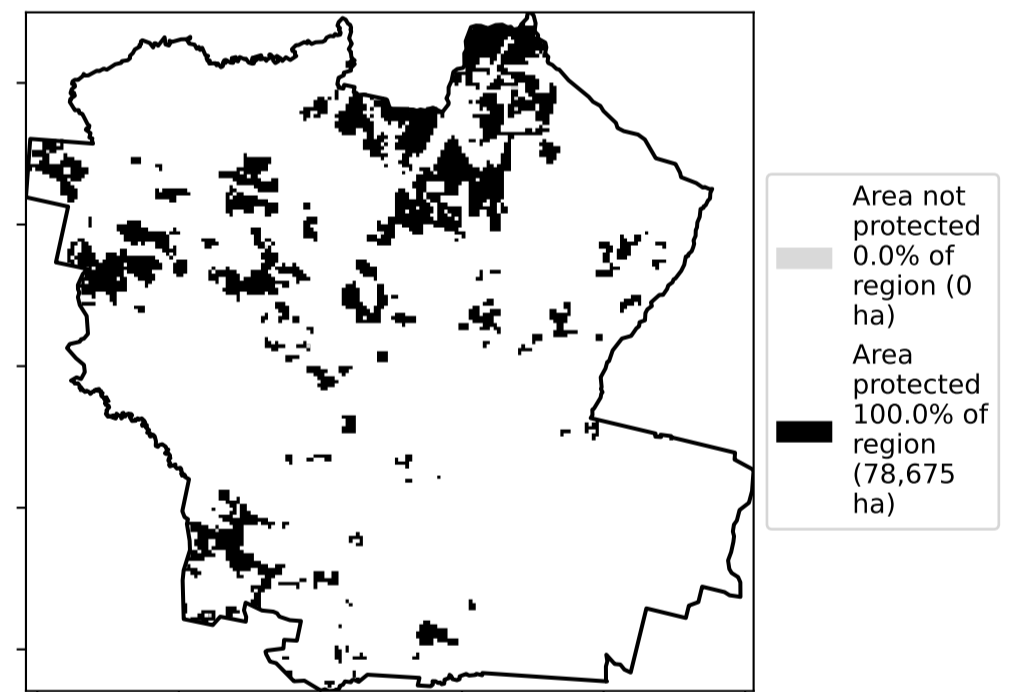 Area not
protected
0.0% of
region (0
ha)
Area
protected
100.0% of
region
(78,675
ha)